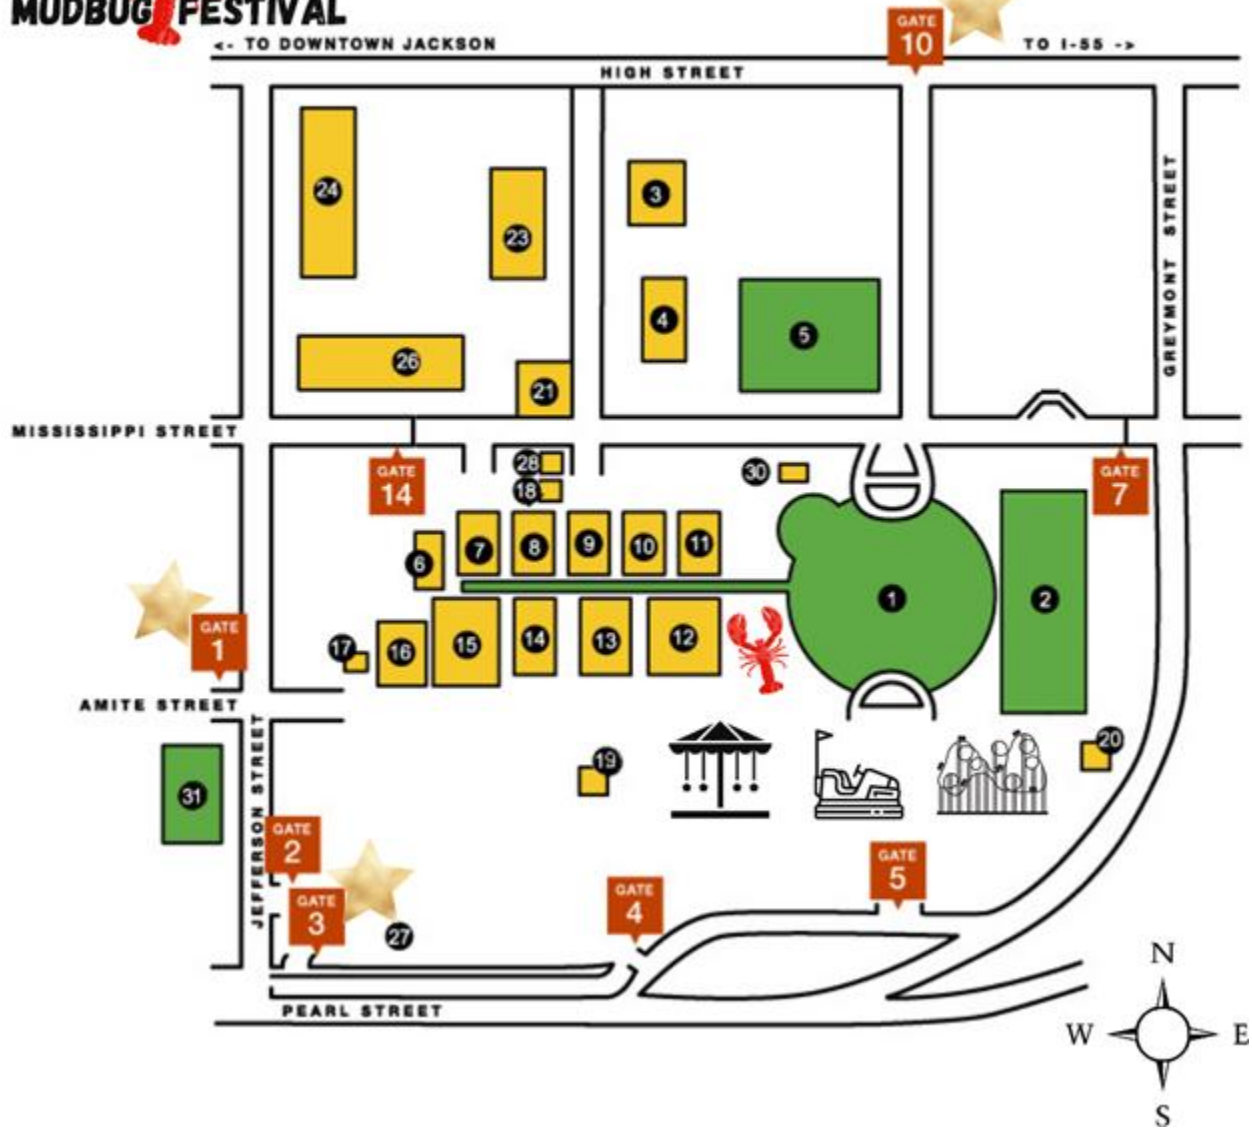 MUDBUG FESTIVAL
GATE
10
<- TO DOWNTOWN JACKSON
TO I-55 ->
HIGH STREET
24
23
3
4
5
GREYMONT STREET
26
21
MISSISSIPPI STREET
GATE
14
28
18
30
GATE
7
6
7
8
9
10
11
1
2
GATE
1
17
16
15
14
13
12
AMITE STREET
JEFFERSON STREET
31
19
20
GATE
2
GATE
3
27
GATE
4
GATE
5
PEARL STREET
N
W
E
S